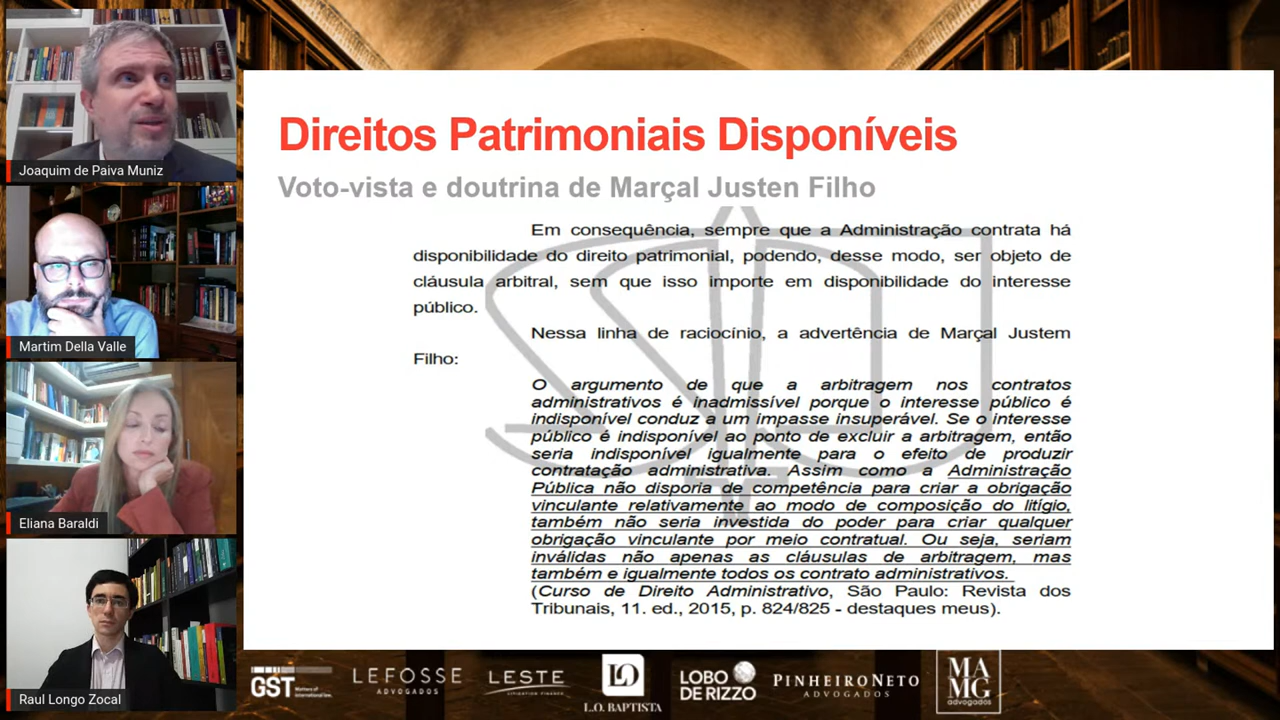 Joaquim de Paiva Muniz
Martim Della Valle
Eliana Baraldi
Raul Longo Zocal
Direitos Patrimoniais Disponíveis
Voto-vista e doutrina de Marçal Justen Filho
Em consequência, sempre que a Administração contrata há
disponibilidade do direito patrimonial, podendo, desse modo, ser objeto de
cláusula arbitral, sem que isso importe em disponibilidade do interesse
público.
Nessa linha de raciocínio, a advertência de Marçal Justem
Filho:
O argumento de que a arbitragem nos contratos
administrativos é inadmissível porque o interesse público é
indisponível conduz a um impasse insuperável. Se o interesse
público é indisponível ao ponto de excluir a arbitragem, então
seria indisponível igualmente para o efeito de produzir
contratação administrativa. Assim como a Administração
Pública não disporia de competência para criar a obrigação
vinculante relativamente ao modo de composição do litígio,
também não seria investida do poder para criar qualquer
obrigação vinculante por meio contratual. Ou seja, seriam
inválidas não apenas as cláusulas de arbitragem, mas
também e igualmente todos os contrato administrativos.
(Curso de Direito Administrativo, São Paulo: Revista dos
Tribunais, 11. ed., 2015, p. 824/825 - destaques meus).
GST Matters of international law.
LEFOSSE
ADVOGADOS
LESTE
LITIGATION FINANCE
LO
L.O. BAPTISTA
LOBO
DE RIZZO
PINHEIRONETO
ADVOGADOS
MA
MG
advogados